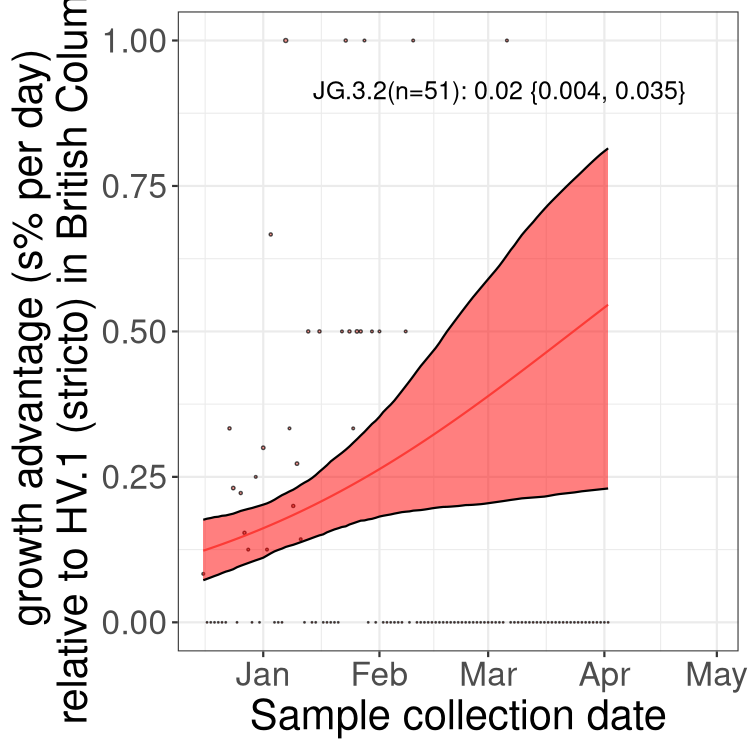 growth advantage (s% per day)
relative to HV.1 (stricto) in British Colum
1.00
0.75
0.50
0.25
0.00
JG.3.2(n=51): 0.02 {0.004, 0.035}
Jan Feb Mar Apr May
Sample collection date